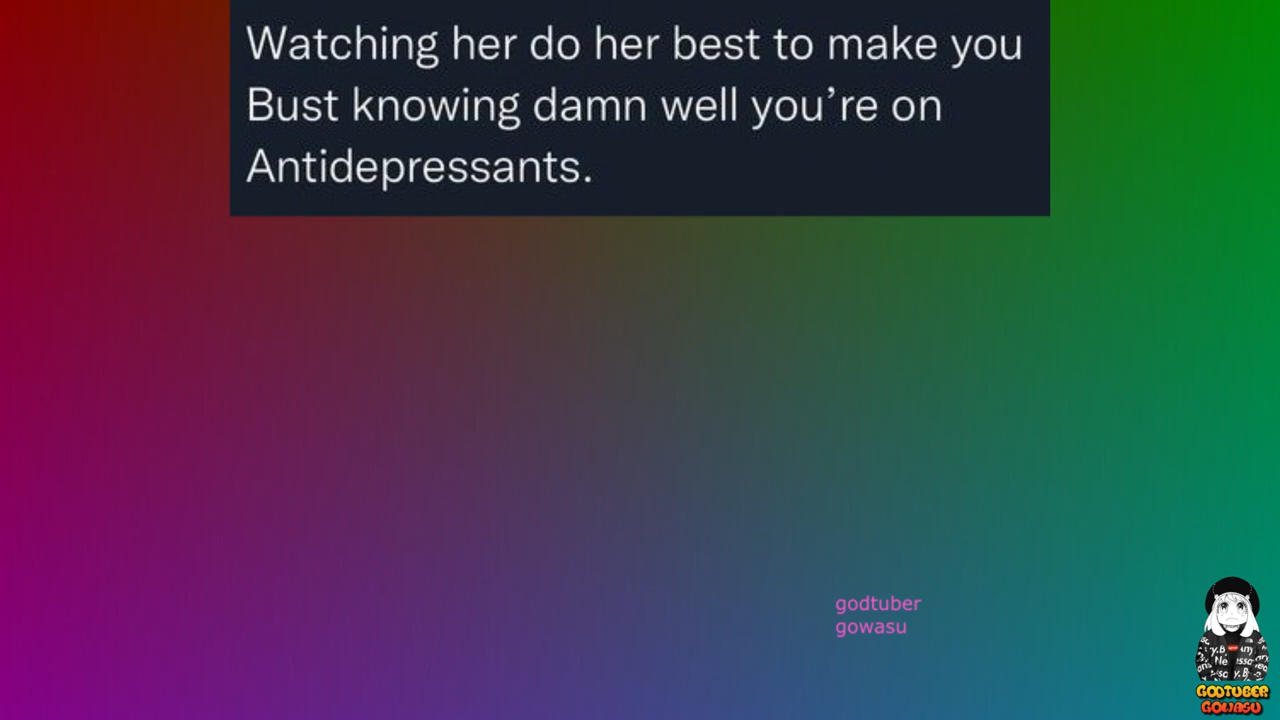 Watching her do her best to make you
Bust knowing damn well you’re on
Antidepressants.
godtuber
gowasu
GODTUBER
GOWASU